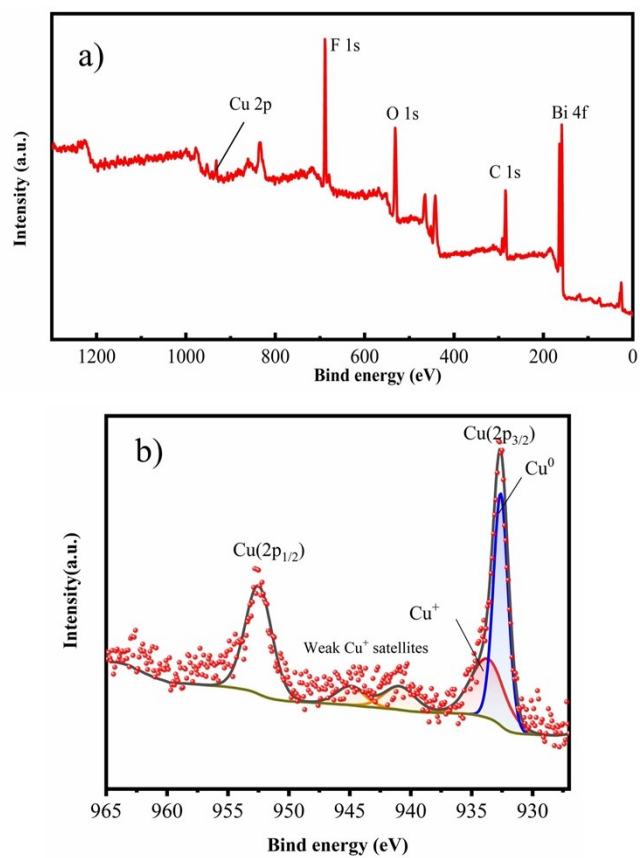 a)
F 1s
Cu 2p
O 1s
C 1s
Bi 4f
Intensity (a.u.)
1200 1000 800 600 400 200 0
Bind energy (eV)
b)
Cu(2p3/2)
Cu0
Cu(2p1/2)
Cu+
Weak Cu+ satellites
Intensity(a.u.)
965 960 955 950 945 940 935 930
Bind energy (eV)